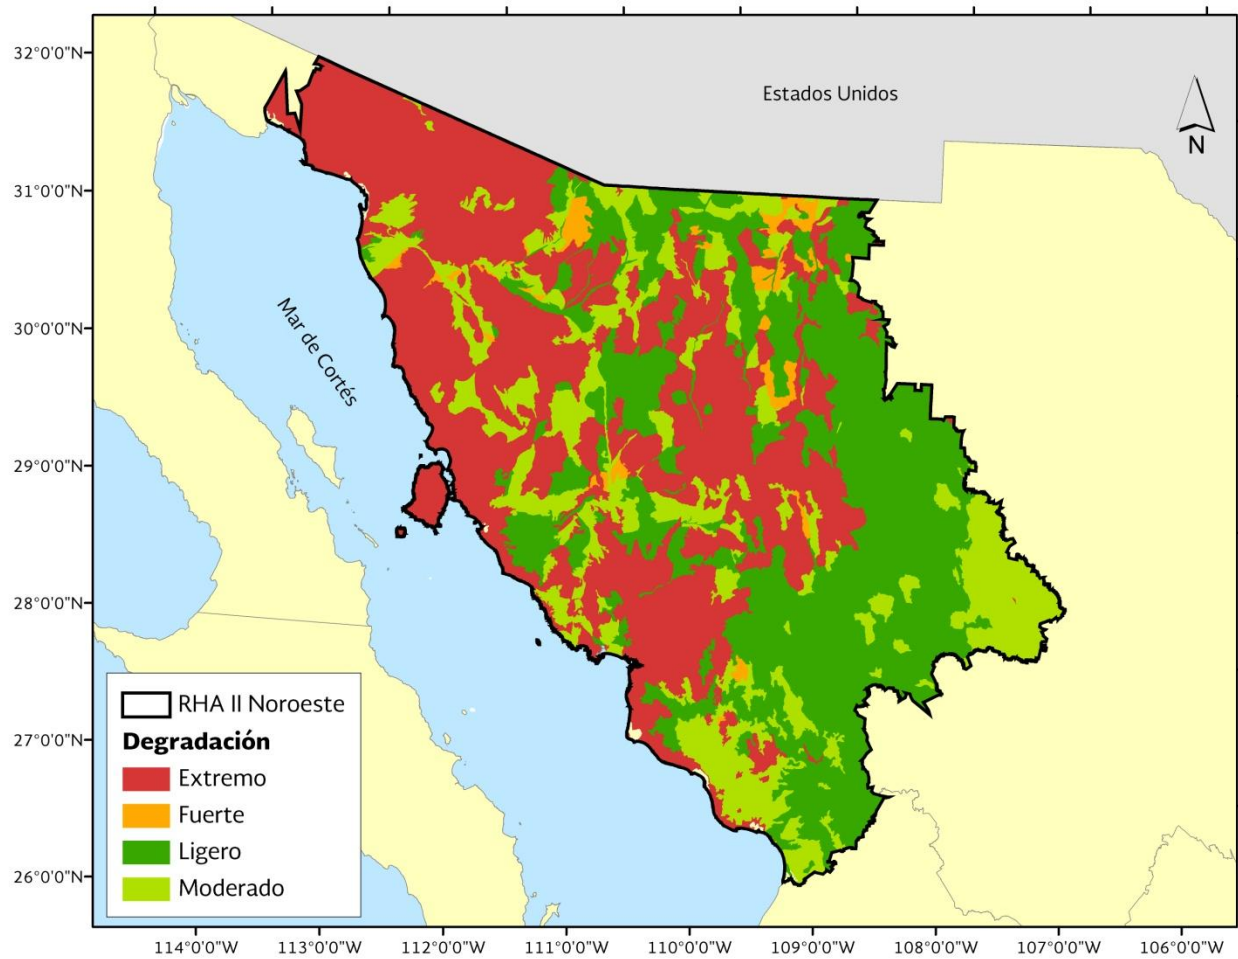 Estados Unidos
N
Mar de Cortés
32°0'0"N
31°0'0"N
30°0'0"N
29°0'0"N
28°0'0"N
27°0'0"N
26°0'0"N
RHA II Noroeste
Degradación
Extremo
Fuerte
Ligero
Moderado
114°0'0"W 113°0'0"W 112°0'0"W 111°0'0"W 110°0'0"W 109°0'0"W 108°0'0"W 107°0'0"W 106°0'0"W